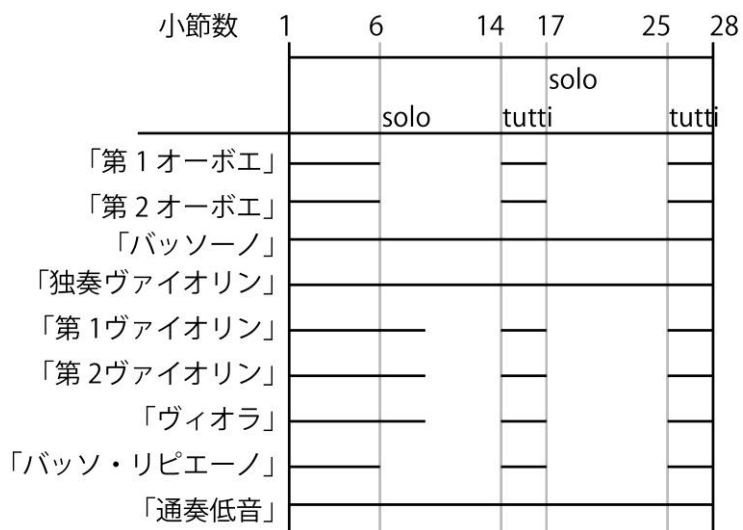 小節数 1 6 14 17 25 28
solo
solo tutti tutti
「第 1 オーボエ」
「第 2 オーボエ」
「バッソーノ」
「独奏ヴァイオリン」
「第 1ヴァイオリン」
「第 2ヴァイオリン」
「ヴィオラ」
「バッソ・リピエーノ」
「通奏低音」